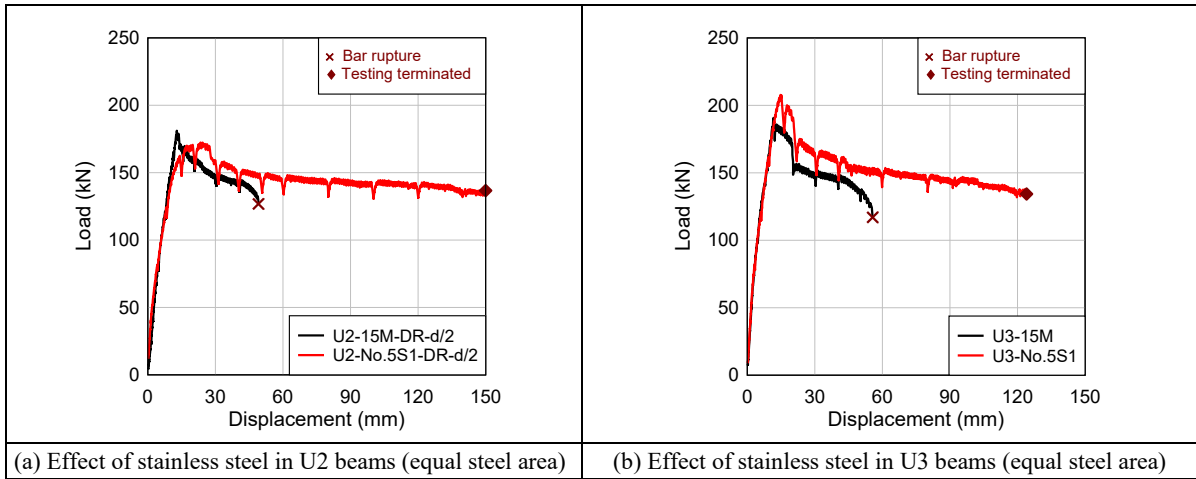 250
200
150
100
50
0
Load (kN)
× Bar rupture
◆ Testing terminated
U2-15M-DR-d/2
U2-No.5S1-DR-d/2
0 30 60 90 120 150
Displacement (mm)
(a) Effect of stainless steel in U2 beams (equal steel area)
250
200
150
100
50
0
Load (kN)
× Bar rupture
◆ Testing terminated
U3-15M
U3-No.5S1
0 30 60 90 120 150
Displacement (mm)
(b) Effect of stainless steel in U3 beams (equal steel area)